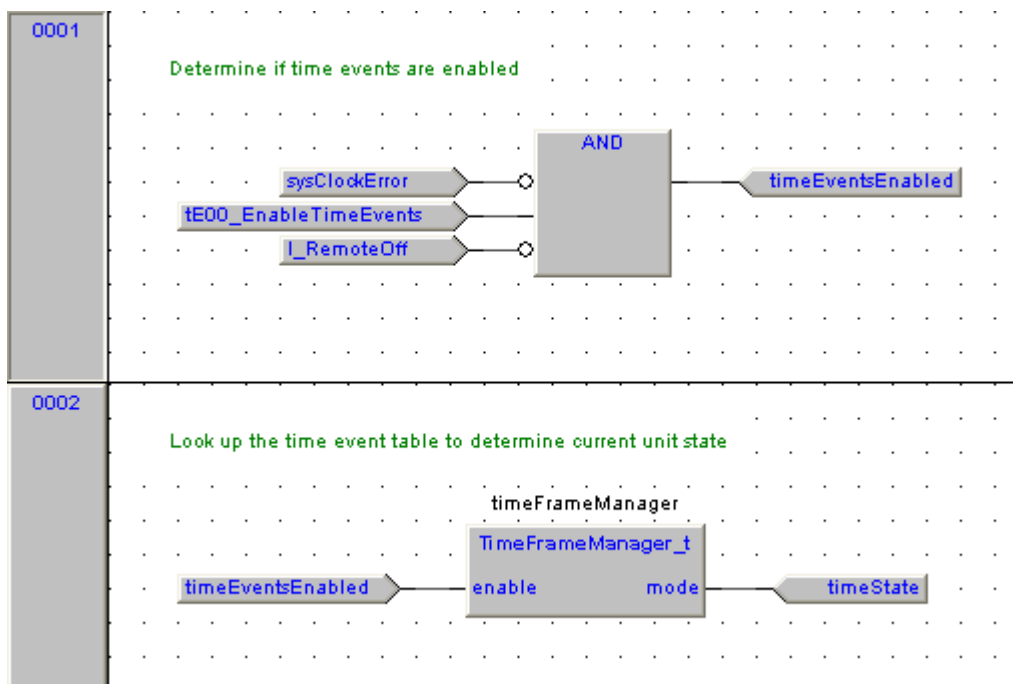 0001
Determine if time events are enabled
AND
sysClockError
timeEventsEnabled
tE00_EnableTimeEvents
I_RemoteOff
0002
Look up the time event table to determine current unit state
timeFrameManager
TimeFrameManager_t
timeEventsEnabled
enable
mode
timeState